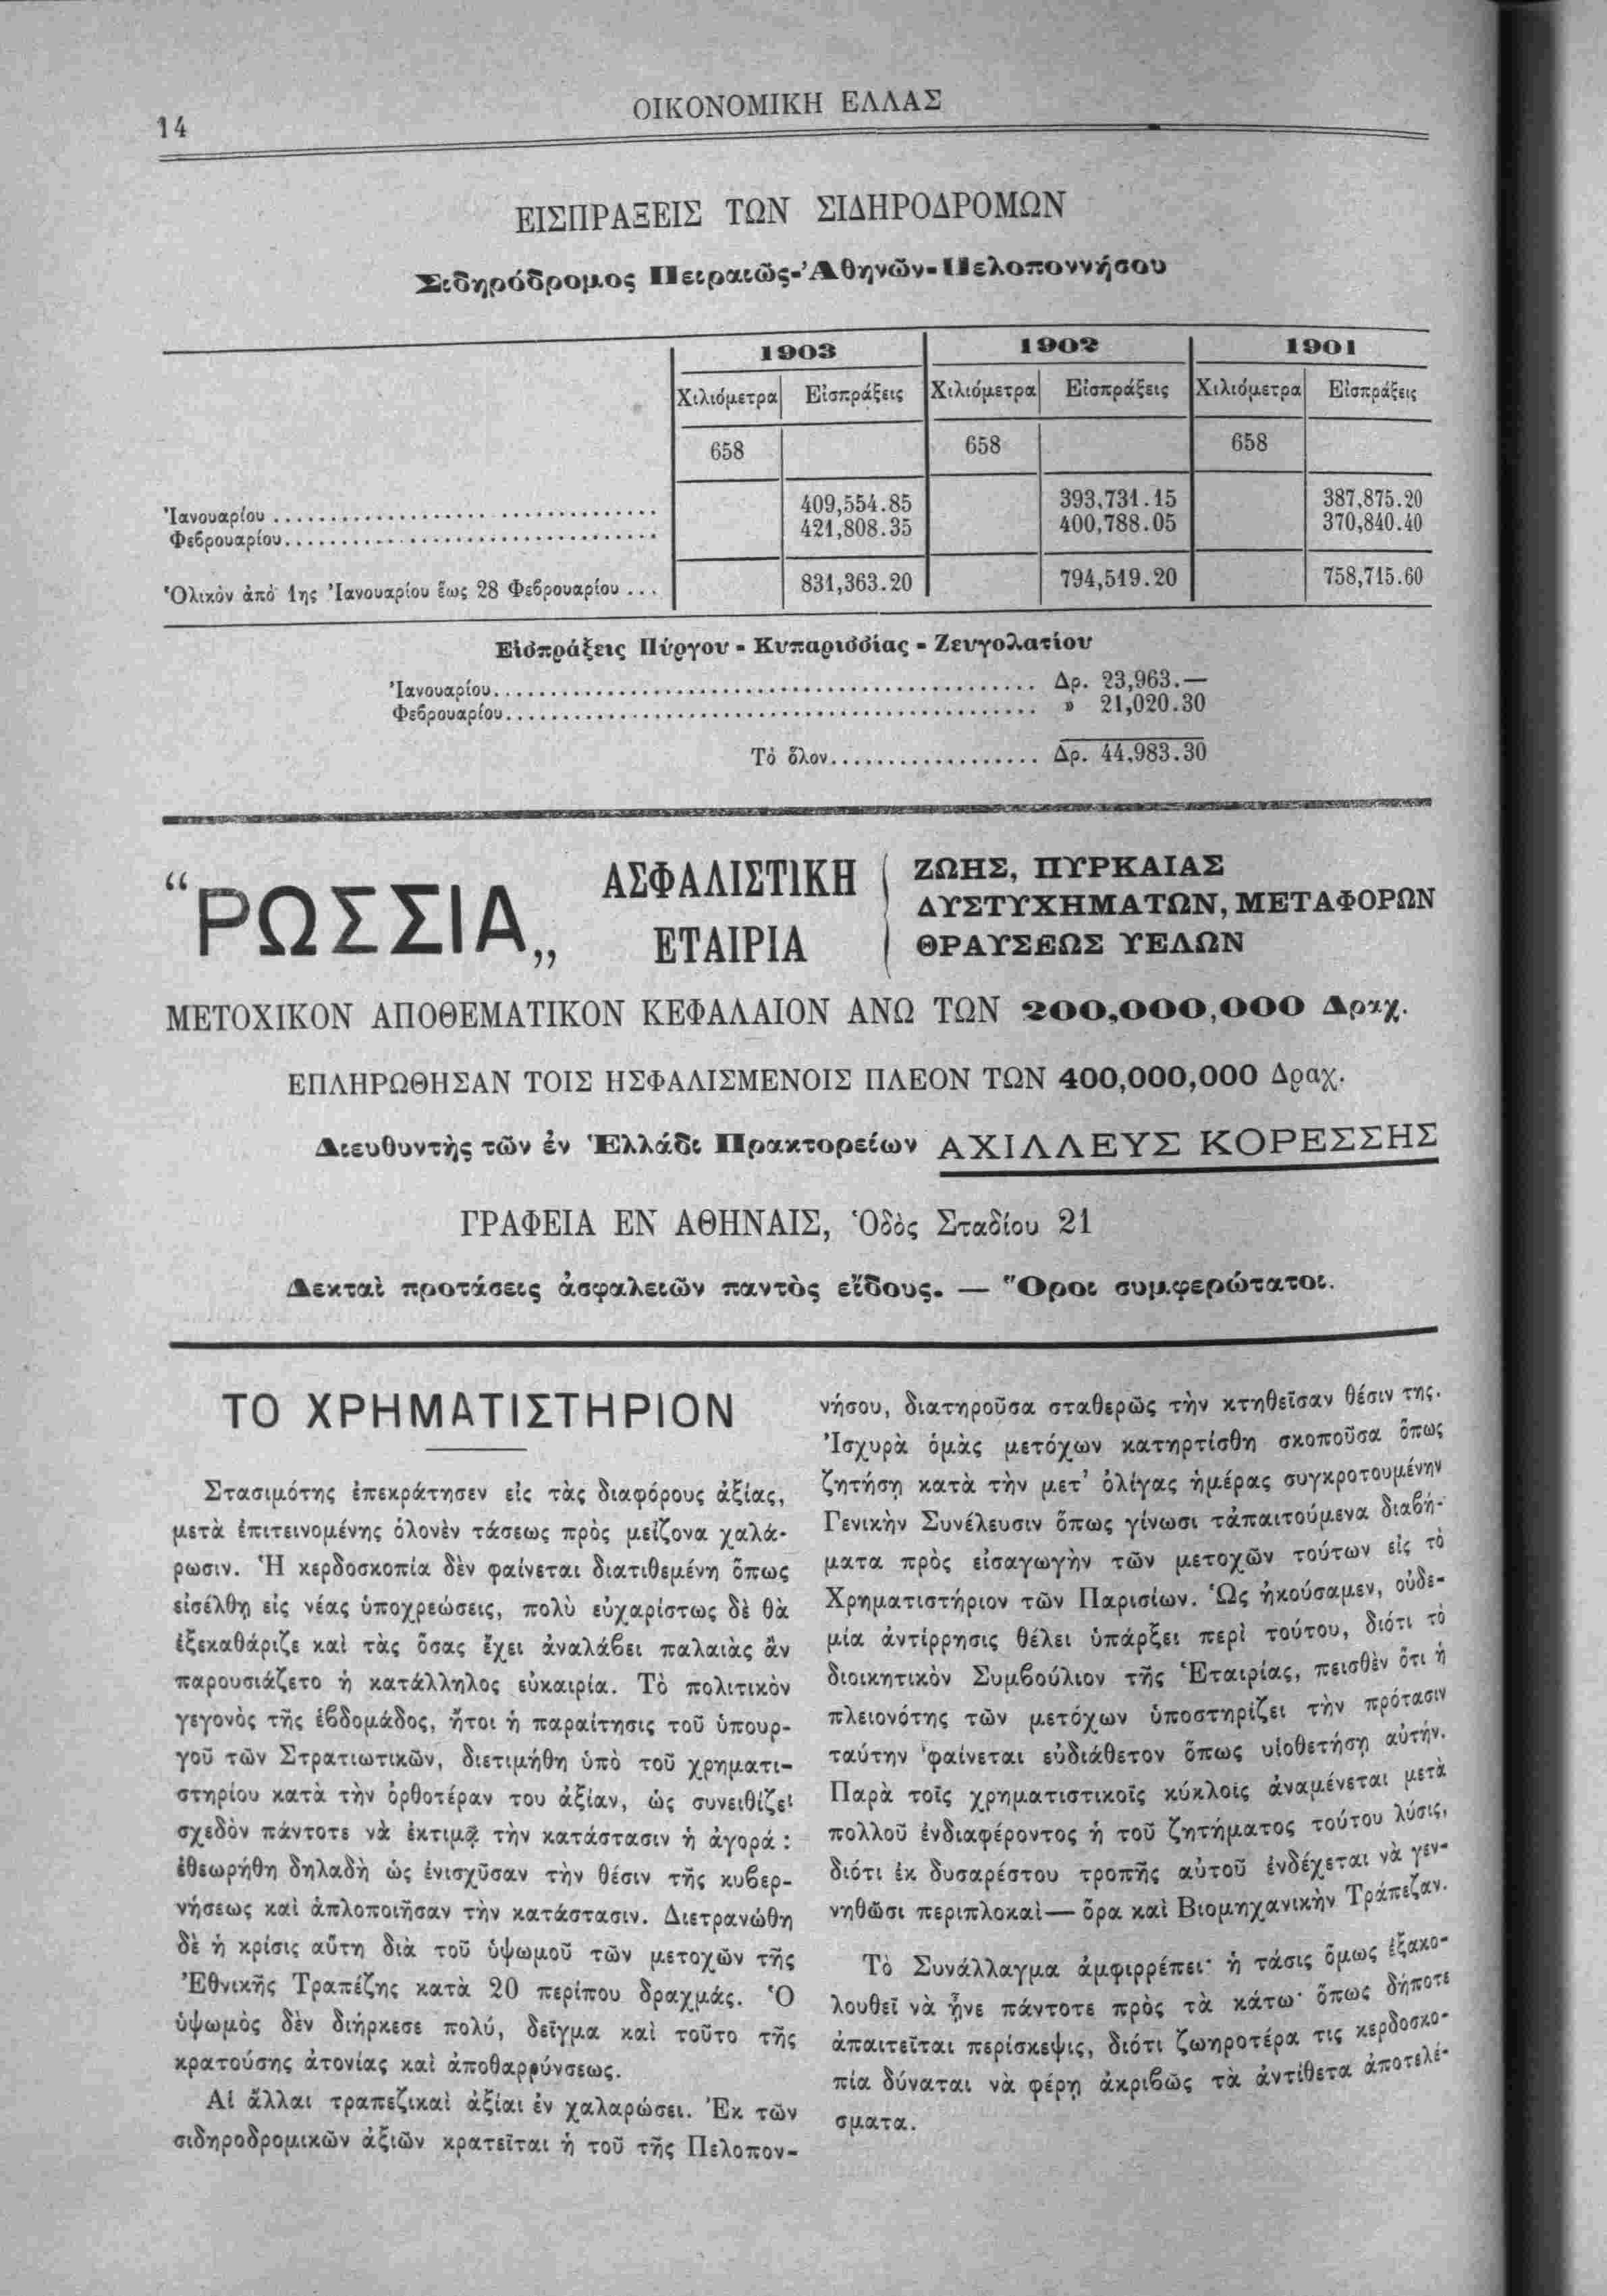 14
ΟΙΚΟΝΟΜΙΚΗ ΕΛΛΑΣ
ΕΙΣΠΡΑΞΕΙΣ ΤΩΝ ΣΙΔΗΡΟΔΡΟΜΩΝ
Σιδηρόδρομος Πειραιῶς-Ἀθηνῶν-Πελοποννήσου
1903 1902 1901
Χιλιόμετρα Εἰσπράξεις Χιλιόμετρα Εἰσπράξεις Χιλιόμετρα Εἰσπράξεις
658 658 658
Ἰανουαρίου ........ 409,554.85 393,731.15 387,875.20
Φεβρουαρίου........ 421,808.35 400,788.05 370,840.40
Ὁλικὸν ἀπὸ 1ης Ἰανουαρίου ἕως 28 Φεβρουαρίου ... 831,363.20 794,519.20 758,715.60
Εἰσπράξεις Πύργου - Κυπαρισσίας - Ζευγολατίου
Ἰανουαρίου........ Δρ. 23,963.—
Φεβρουαρίου........ » 21,020.30
Τὸ ὅλον........ Δρ. 44,983.30
“ΡΩΣΣΙΑ„
ΑΣΦΑΛΙΣΤΙΚΗ
ΕΤΑΙΡΙΑ
ΖΩΗΣ, ΠΥΡΚΑΙΑΣ
ΔΥΣΤΥΧΗΜΑΤΩΝ, ΜΕΤΑΦΟΡΩΝ
ΘΡΑΥΣΕΩΣ ΥΕΛΩΝ
ΜΕΤΟΧΙΚΟΝ ΑΠΟΘΕΜΑΤΙΚΟΝ ΚΕΦΑΛΑΙΟΝ ΑΝΩ ΤΩΝ 200,000,000 Δραχ.
ΕΠΛΗΡΩΘΗΣΑΝ ΤΟΙΣ ΗΣΦΑΛΙΣΜΕΝΟΙΣ ΠΛΕΟΝ ΤΩΝ 400,000,000 Δραχ.
Διευθυντὴς τῶν ἐν Ἑλλάδι Πρακτορείων ΑΧΙΛΛΕΥΣ ΚΟΡΕΣΣΗΣ
ΓΡΑΦΕΙΑ ΕΝ ΑΘΗΝΑΙΣ, Ὁδὸς Σταδίου 21
Δεκταὶ προτάσεις ἀσφαλειῶν παντὸς εἴδους. — Ὅροι συμφερώτατοι.
ΤΟ ΧΡΗΜΑΤΙΣΤΗΡΙΟΝ
Στασιμότης ἐπεκράτησεν εἰς τὰς διαφόρους ἀξίας,
μετὰ ἐπιτεινομένης ὁλονὲν τάσεως πρὸς μείζονα χαλά-
ρωσιν. Ἡ κερδοσκοπία δὲν φαίνεται διατιθεμένη ὅπως
εἰσέλθῃ εἰς νέας ὑποχρεώσεις, πολὺ εὐχαρίστως δὲ θὰ
ἐξεκαθάριζε καὶ τὰς ὅσας ἔχει ἀναλάβει παλαιὰς ἂν
παρουσιάζετο ἡ κατάλληλος εὐκαιρία. Τὸ πολιτικὸν
γεγονὸς τῆς ἑβδομάδος, ἤτοι ἡ παραίτησις τοῦ ὑπουρ-
γοῦ τῶν Στρατιωτικῶν, διετιμήθη ὑπὸ τοῦ χρηματι-
στηρίου κατὰ τὴν ὀρθοτέραν του ἀξίαν, ὡς συνειθίζει
σχεδὸν πάντοτε νὰ ἐκτιμᾷ τὴν κατάστασιν ἡ ἀγορά :
ἐθεωρήθη δηλαδὴ ὡς ἐνισχῦσαν τὴν θέσιν τῆς κυβερ-
νήσεως καὶ ἁπλοποιῆσαν τὴν κατάστασιν. Διετρανώθη
δὲ ἡ κρίσις αὕτη διὰ τοῦ ὑψωμοῦ τῶν μετοχῶν τῆς
Ἐθνικῆς Τραπέζης κατὰ 20 περίπου δραχμάς. Ὁ
ὑψωμὸς δὲν διήρκεσε πολύ, δεῖγμα καὶ τοῦτο τῆς
κρατούσης ἀτονίας καὶ ἀποθαρρύνσεως.
Αἱ ἄλλαι τραπεζικαὶ ἀξίαι ἐν χαλαρώσει. Ἐκ τῶν
σιδηροδρομικῶν ἀξιῶν κρατεῖται ἡ τοῦ τῆς Πελοπον-
νήσου, διατηροῦσα σταθερῶς τὴν κτηθεῖσαν θέσιν της.
Ἰσχυρὰ ὁμὰς μετόχων κατηρτίσθη σκοποῦσα ὅπως
ζητήσῃ κατὰ τὴν μετ’ ὀλίγας ἡμέρας συγκροτουμένην
Γενικὴν Συνέλευσιν ὅπως γίνωσι τἀπαιτούμενα διαβή-
ματα πρὸς εἰσαγωγὴν τῶν μετοχῶν τούτων εἰς τὸ
Χρηματιστήριον τῶν Παρισίων. Ὡς ἠκούσαμεν, οὐδε-
μία ἀντίρρησις θέλει ὑπάρξει περὶ τούτου, διότι τὸ
διοικητικὸν Συμβούλιον τῆς Ἑταιρίας, πεισθὲν ὅτι ἡ
πλειονότης τῶν μετόχων ὑποστηρίζει τὴν πρότασιν
ταύτην φαίνεται εὐδιάθετον ὅπως υἱοθετήσῃ αὐτήν.
Παρὰ τοῖς χρηματιστικοῖς κύκλοις ἀναμένεται μετὰ
πολλοῦ ἐνδιαφέροντος ἡ τοῦ ζητήματος τούτου λύσις,
διότι ἐκ δυσαρέστου τροπῆς αὐτοῦ ἐνδέχεται νὰ γεν-
νηθῶσι περιπλοκαὶ— ὅρα καὶ Βιομηχανικὴν Τράπεζαν.
Τὸ Συνάλλαγμα ἀμφιρρέπει· ἡ τάσις ὅμως ἐξακο-
λουθεῖ νὰ ᾖνε πάντοτε πρὸς τὰ κάτω· ὅπως δήποτε
ἀπαιτεῖται περίσκεψις, διότι ζωηροτέρα τις κερδοσκο-
πία δύναται νὰ φέρῃ ἀκριβῶς τὰ ἀντίθετα ἀποτελέ-
σματα.